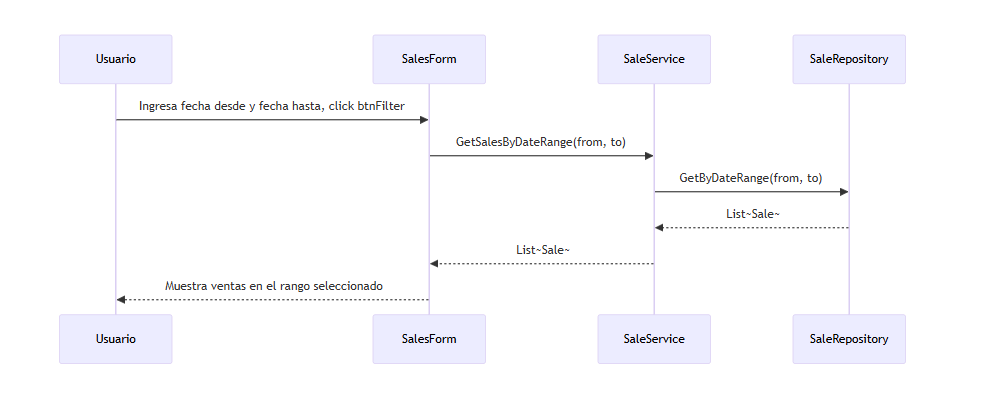 Usuario
SalesForm
SaleService
SaleRepository
Ingresa fecha desde y fecha hasta, click btnFilter
GetSalesByDateRange(from, to)
GetByDateRange(from, to)
List~Sale~
List~Sale~
Muestra ventas en el rango seleccionado
Usuario
SalesForm
SaleService
SaleRepository